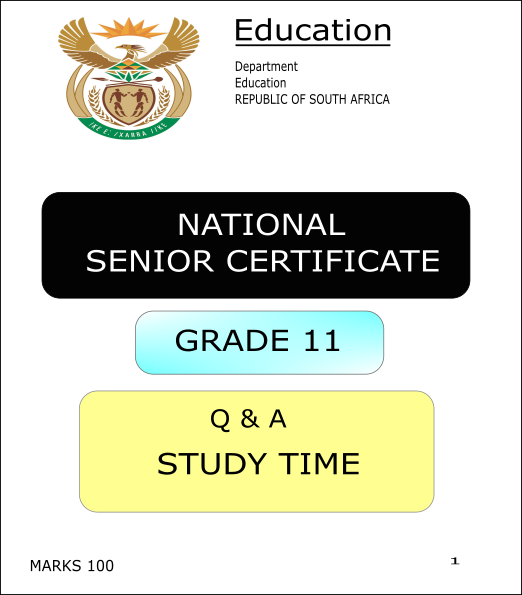 Education
Department
Education
REPUBLIC OF SOUTH AFRICA
!KE E: /XARRA //KE
NATIONAL
SENIOR CERTIFICATE
GRADE 11
Q & A
STUDY TIME
MARKS 100
1